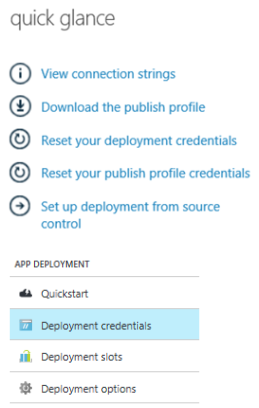 quick glance
View connection strings
Download the publish profile
Reset your deployment credentials
Reset your publish profile credentials
Set up deployment from source
control
APP DEPLOYMENT
Quickstart
Deployment credentials
Deployment slots
Deployment options